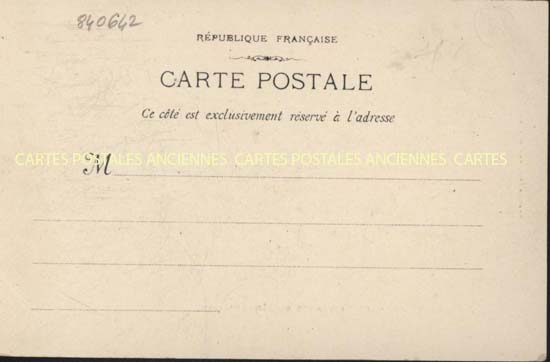 840642
RÉPUBLIQUE FRANÇAISE
CARTE POSTALE
Ce côté est exclusivement réservé à l'adresse
CARTES POSTALES ANCIENNES CARTES POSTALES ANCIENNES CARTES
M